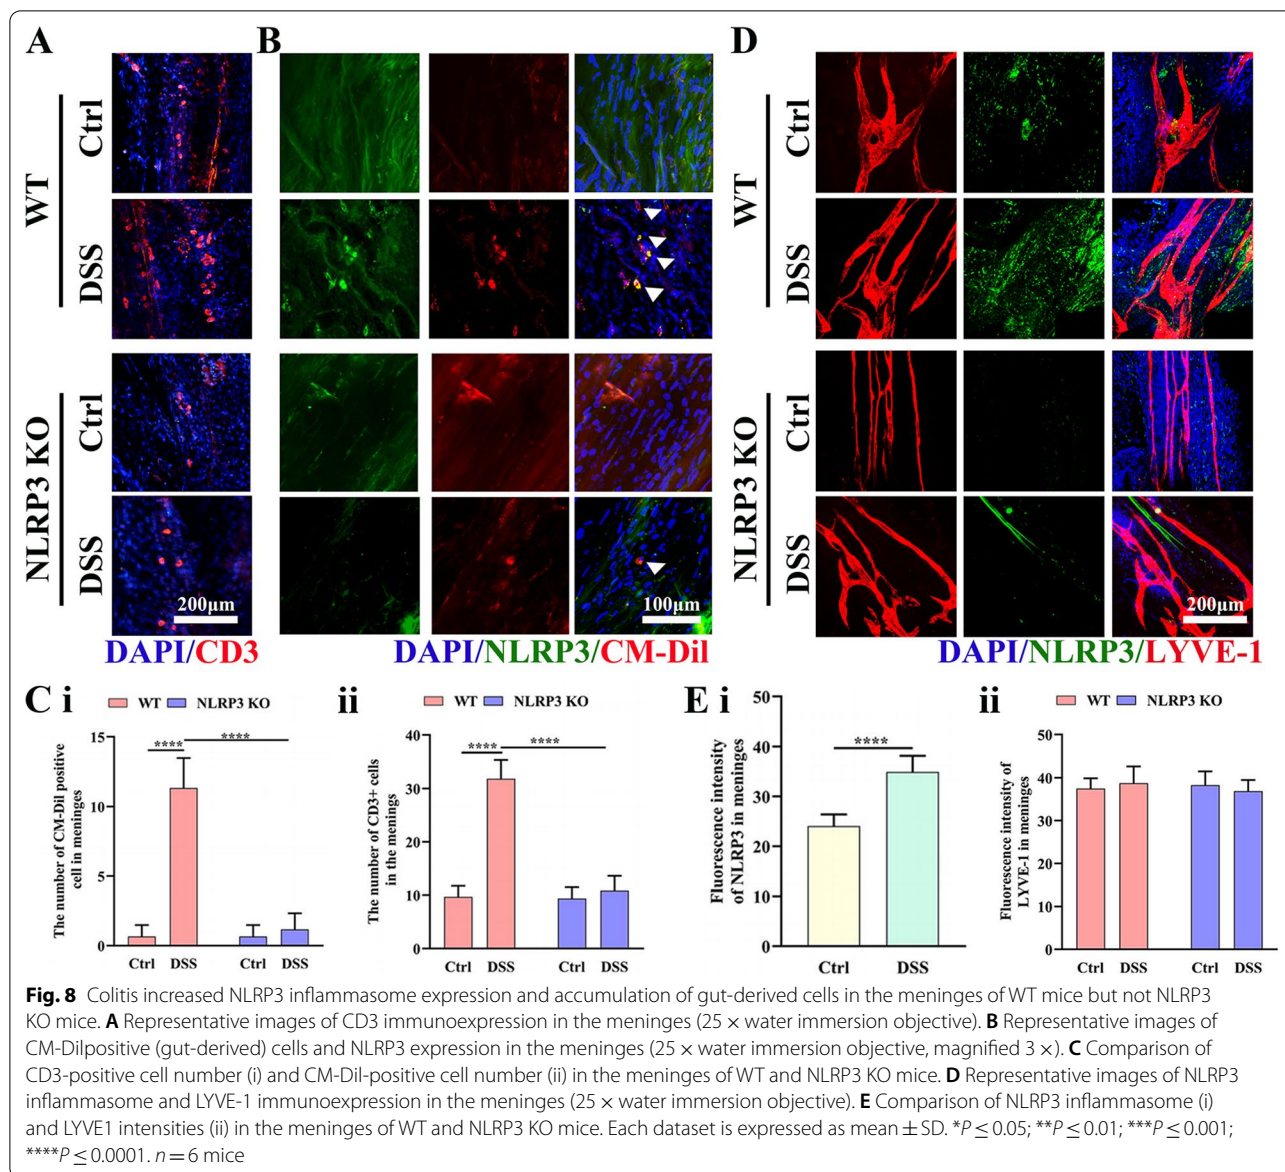 A
B
D
WT
Ctrl
DSS
NLRP3 KO
Ctrl
DSS
200µm
100µm
WT
Ctrl
DSS
NLRP3 KO
Ctrl
DSS
200µm
DAPI/CD3
DAPI/NLRP3/CM-Dil
DAPI/NLRP3/LYVE-1
C i
WT NLRP3 KO
The number of CM-Dil positive
cell in meninges
15
10
5
0
****
****
Ctrl DSS Ctrl DSS
ii
WT NLRP3 KO
The number of CD3+ cells
in the menings
40
30
20
10
0
****
****
Ctrl DSS Ctrl DSS
E i
Fluorescence intensity
of NLRP3 in meninges
50
40
30
20
10
0
****
Ctrl DSS
ii
WT NLRP3 KO
Fluorescence intensity of
LYVE-1 in meninges
50
40
30
20
10
0
Ctrl DSS Ctrl DSS
Fig. 8 Colitis increased NLRP3 inflammasome expression and accumulation of gut-derived cells in the meninges of WT mice but not NLRP3
KO mice. A Representative images of CD3 immunoexpression in the meninges (25 × water immersion objective). B Representative images of
CM-Dilpositive (gut-derived) cells and NLRP3 expression in the meninges (25 × water immersion objective, magnified 3 ×). C Comparison of
CD3-positive cell number (i) and CM-Dil-positive cell number (ii) in the meninges of WT and NLRP3 KO mice. D Representative images of NLRP3
inflammasome and LYVE-1 immunoexpression in the meninges (25 × water immersion objective). E Comparison of NLRP3 inflammasome (i)
and LYVE1 intensities (ii) in the meninges of WT and NLRP3 KO mice. Each dataset is expressed as mean ± SD. *P ≤ 0.05; **P ≤ 0.01; ***P ≤ 0.001;
****P ≤ 0.0001. n = 6 mice